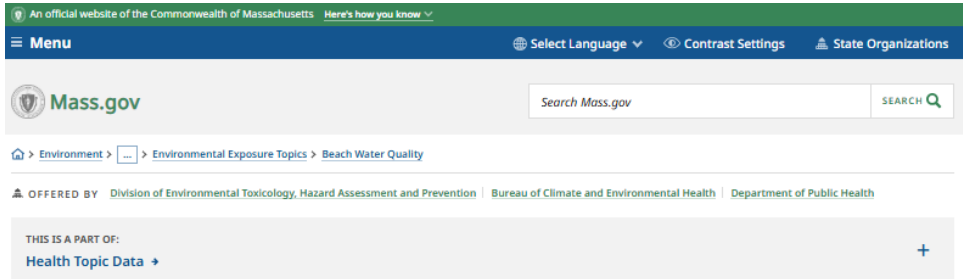 An official website of the Commonwealth of Massachusetts Here's how you know
Menu Select Language Contrast Settings State Organizations
Mass.gov Search Mass.gov SEARCH
> Environment > ... > Environmental Exposure Topics > Beach Water Quality
OFFERED BY Division of Environmental Toxicology, Hazard Assessment and Prevention | Bureau of Climate and Environmental Health | Department of Public Health
THIS IS A PART OF:
Health Topic Data →